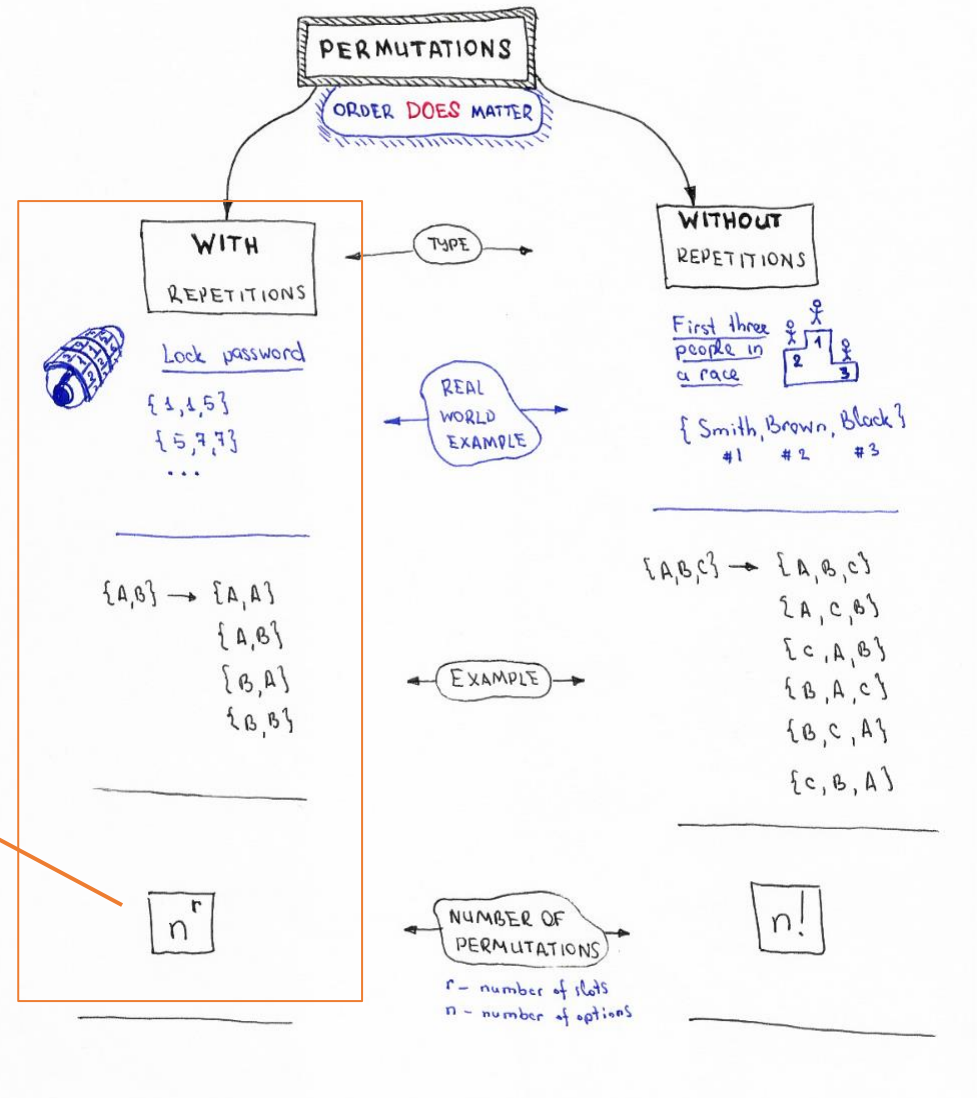 PERMUTATIONS
ORDER DOES MATTER
WITH
REPETITIONS
TYPE
WITHOUT
REPETITIONS
Lock password
{1,1,5}
{5,7,7}
...
REAL
WORLD
EXAMPLE
First three
people in
a race
1
2
3
{Smith, Brown, Black}
#1 #2 #3
{A,B} → {A,A}
{A,B}
{B,A}
{B,B}
EXAMPLE
{A,B,C} → {A,B,C}
{A,C,B}
{C,A,B}
{B,A,C}
{B,C,A}
{C,B,A}
nʳ
NUMBER OF
PERMUTATIONS
r – number of slots
n – number of options
n!